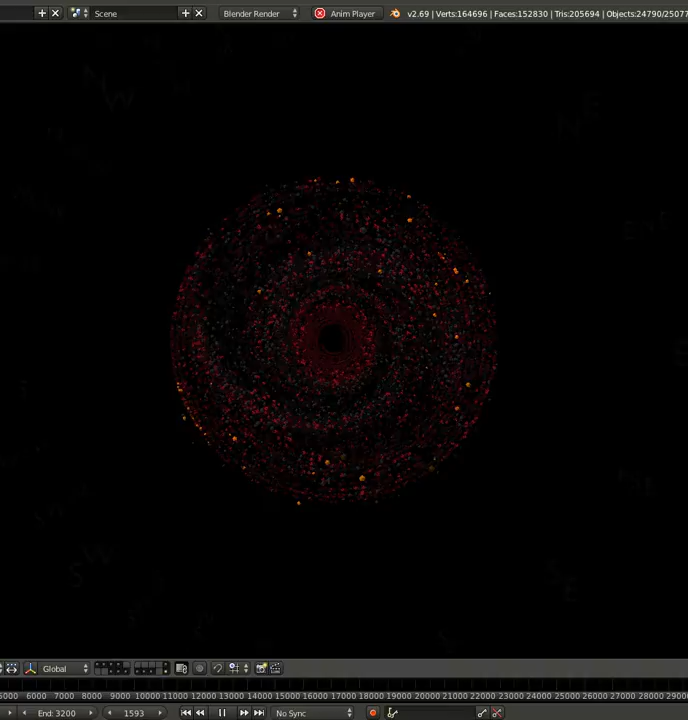 Scene Blender Render Anim Player v2.69 | Verts:164696 | Faces:152830 | Tris:205694 | Objects:24790/25077
N W
N E
S W
S E
Global
5000 6000 7000 8000 9000 10000 11000 12000 13000 14000 15000 16000 17000 18000 19000 20000 21000 22000 23000 24000 25000 26000 27000 28000 29000
End: 3200 1593 No Sync